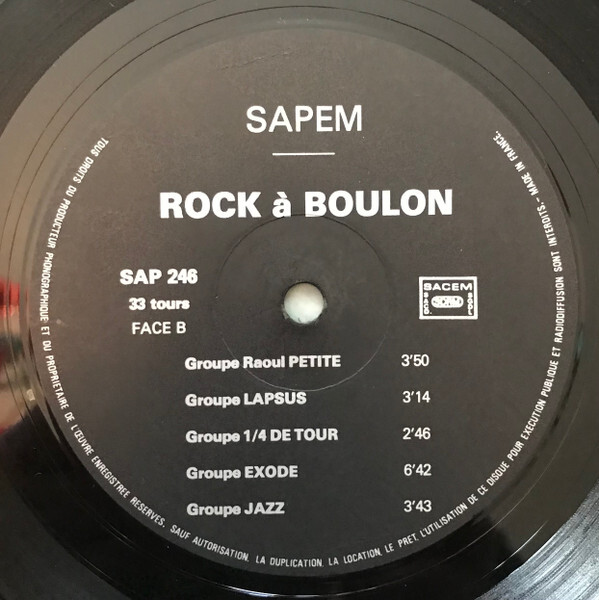 SAPEM
ROCK à BOULON
SAP 246
33 tours
FACE B
SACEM
SACD
SDRM
SGDL
Groupe Raoul PETITE 3'50
Groupe LAPSUS 3'14
Groupe 1/4 DE TOUR 2'46
Groupe EXODE 6'42
Groupe JAZZ 3'43
TOUS DROITS DU PRODUCTEUR PHONOGRAPHIQUE ET DU PROPRIETAIRE DE L'ŒUVRE ENREGISTREE RESERVES. SAUF AUTORISATION, LA DUPLICATION, LA LOCATION, LE PRET, L'UTILISATION DE CE DISQUE POUR EXECUTION PUBLIQUE ET RADIODIFFUSION SONT INTERDITS.- MADE IN FRANCE.